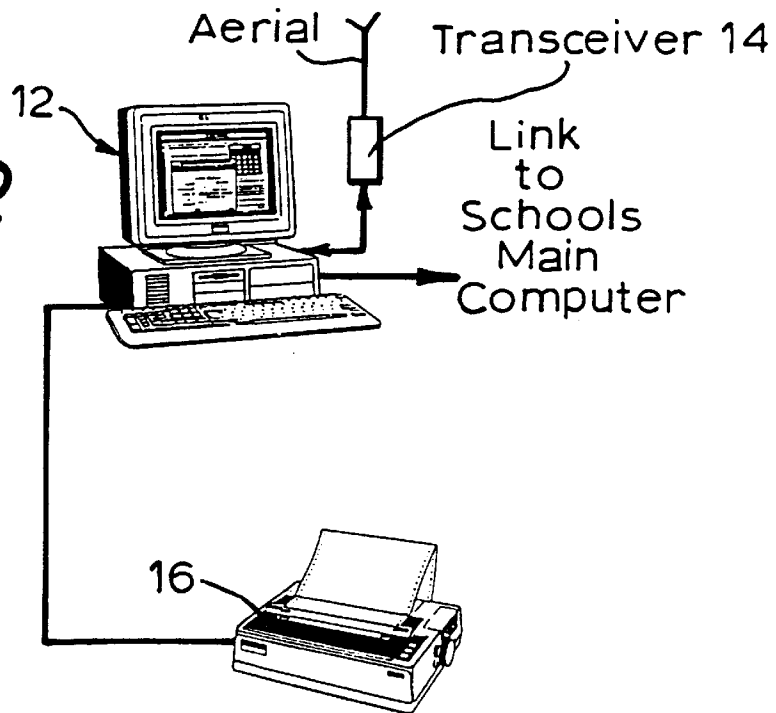 Aerial
Transceiver 14
12
Link
to
Schools
Main
Computer
16